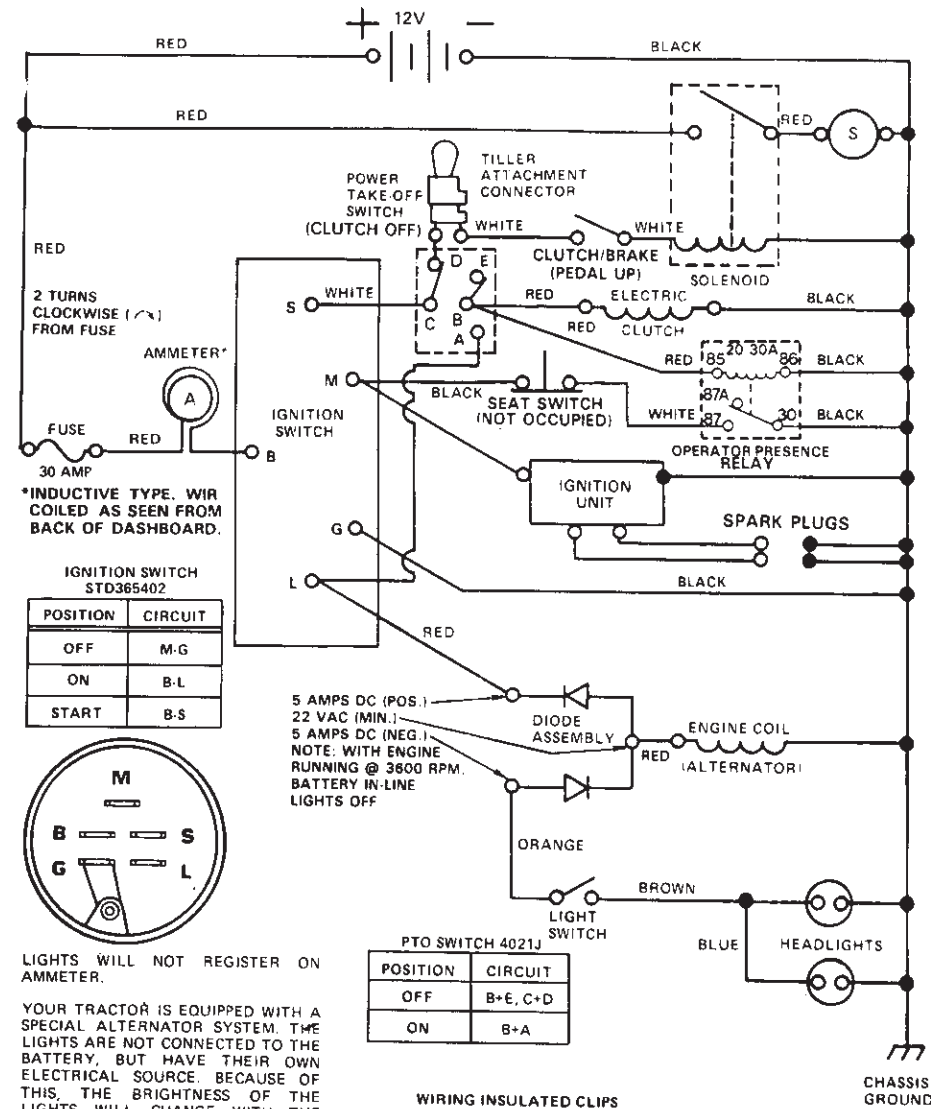 + 12V −
RED
BLACK
RED
RED
S
POWER
TAKE-OFF
SWITCH
(CLUTCH OFF)
TILLER
ATTACHMENT
CONNECTOR
WHITE
WHITE
CLUTCH/BRAKE
(PEDAL UP)
SOLENOID
RED
D E
2 TURNS
CLOCKWISE ( )
FROM FUSE
S
WHITE
C
B
A
RED
ELECTRIC
RED
CLUTCH
BLACK
AMMETER*
A
M
BLACK
SEAT SWITCH
(NOT OCCUPIED)
RED
85
20 30A
86
BLACK
87A
WHITE
87
30
BLACK
OPERATOR PRESENCE
RELAY
IGNITION
SWITCH
FUSE
RED
B
30 AMP
*INDUCTIVE TYPE. WIR
COILED AS SEEN FROM
BACK OF DASHBOARD.
IGNITION
UNIT
SPARK PLUGS
G
BLACK
L
RED
IGNITION SWITCH
STD365402
POSITION CIRCUIT
OFF M-G
ON B-L
START B-S
5 AMPS DC (POS.)
22 VAC (MIN.)
5 AMPS DC (NEG.)
NOTE: WITH ENGINE
RUNNING @ 3600 RPM.
BATTERY IN-LINE
LIGHTS OFF
DIODE
ASSEMBLY
RED
ENGINE COIL
(ALTERNATOR)
M
B S
G L
ORANGE
LIGHT
SWITCH
BROWN
BLUE
HEADLIGHTS
PTO SWITCH 4021J
POSITION CIRCUIT
OFF B+E, C+D
ON B+A
LIGHTS WILL NOT REGISTER ON
AMMETER.
YOUR TRACTOR IS EQUIPPED WITH A
SPECIAL ALTERNATOR SYSTEM. THE
LIGHTS ARE NOT CONNECTED TO THE
BATTERY, BUT HAVE THEIR OWN
ELECTRICAL SOURCE. BECAUSE OF
THIS, THE BRIGHTNESS OF THE
LIGHTS WILL CHANGE WITH THE
WIRING INSULATED CLIPS
CHASSIS
GROUND